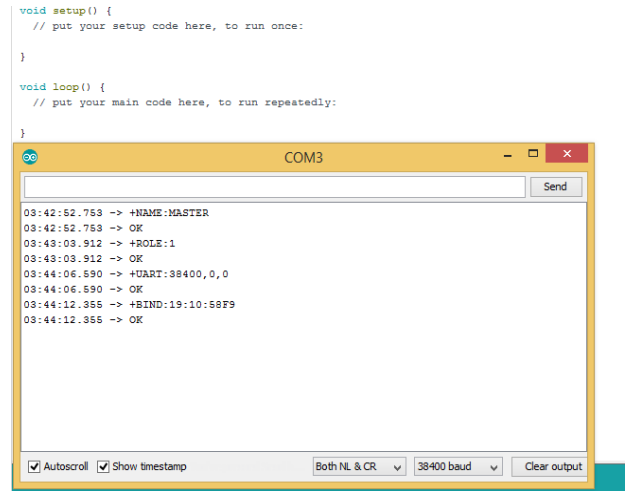 void setup() {
// put your setup code here, to run once:
}
void loop() {
// put your main code here, to run repeatedly:
}
COM3
Send
03:42:52.753 -> +NAME:MASTER
03:42:52.753 -> OK
03:43:03.912 -> +ROLE:1
03:43:03.912 -> OK
03:44:06.590 -> +UART:38400,0,0
03:44:06.590 -> OK
03:44:12.355 -> +BIND:19:10:58F9
03:44:12.355 -> OK
Autoscroll Show timestamp Both NL & CR 38400 baud Clear output